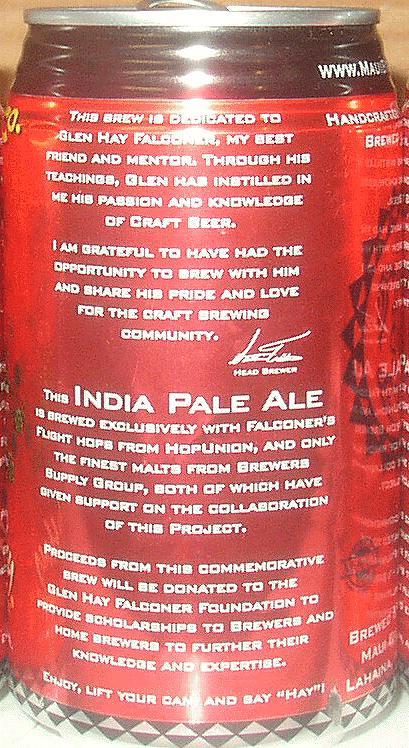 WWW.MAUI
THIS BREW IS DEDICATED TO
GLEN HAY FALCONER, MY BEST
FRIEND AND MENTOR. THROUGH HIS
TEACHINGS, GLEN HAS INSTILLED IN
ME HIS PASSION AND KNOWLEDGE
OF CRAFT BEER.
I AM GRATEFUL TO HAVE HAD THE
OPPORTUNITY TO BREW WITH HIM
AND SHARE HIS PRIDE AND LOVE
FOR THE CRAFT BREWING
COMMUNITY.
HEAD BREWER
THIS INDIA PALE ALE
IS BREWED EXCLUSIVELY WITH FALCONER'S
FLIGHT HOPS FROM HOPUNION, AND ONLY
THE FINEST MALTS FROM BREWERS
SUPPLY GROUP, BOTH OF WHICH HAVE
GIVEN SUPPORT ON THE COLLABORATION
OF THIS PROJECT.
PROCEEDS FROM THIS COMMEMORATIVE
BREW WILL BE DONATED TO THE
GLEN HAY FALCONER FOUNDATION TO
PROVIDE SCHOLARSHIPS TO BREWERS AND
HOME BREWERS TO FURTHER THEIR
KNOWLEDGE AND EXPERTISE.
ENJOY, LIFT YOUR CAN, AND SAY "HAY"!
HANDCRAFTE
BREWED
BREWED
MAUI
LAHAINA,